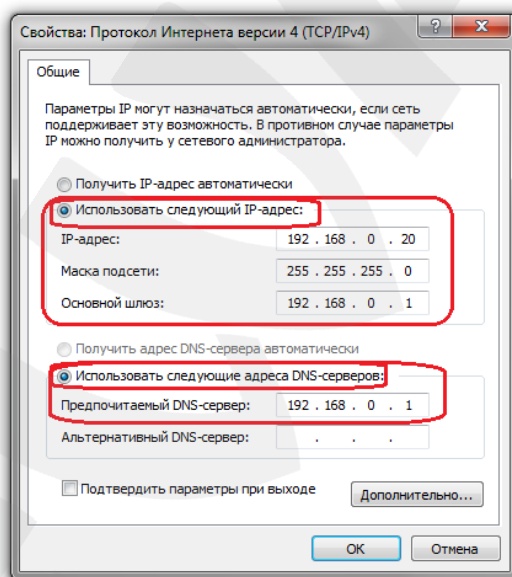 Свойства: Протокол Интернета версии 4 (TCP/IPv4)
Общие
Параметры IP могут назначаться автоматически, если сеть
поддерживает эту возможность. В противном случае параметры
IP можно получить у сетевого администратора.
Получить IP-адрес автоматически
Использовать следующий IP-адрес:
IP-адрес: 192 . 168 . 0 . 20
Маска подсети: 255 . 255 . 255 . 0
Основной шлюз: 192 . 168 . 0 . 1
Получить адрес DNS-сервера автоматически
Использовать следующие адреса DNS-серверов:
Предпочитаемый DNS-сервер: 192 . 168 . 0 . 1
Альтернативный DNS-сервер: . . .
Подтвердить параметры при выходе
Дополнительно...
OK Отмена